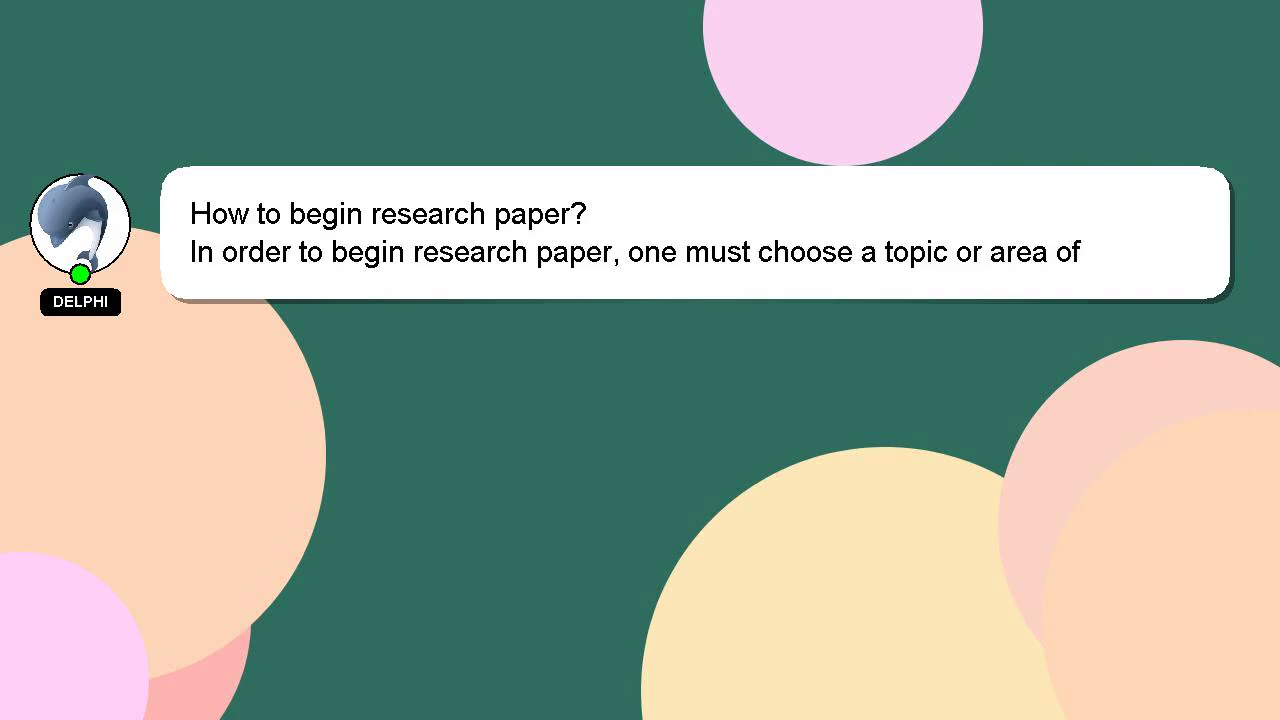 How to begin research paper?
In order to begin research paper, one must choose a topic or area of
DELPHI